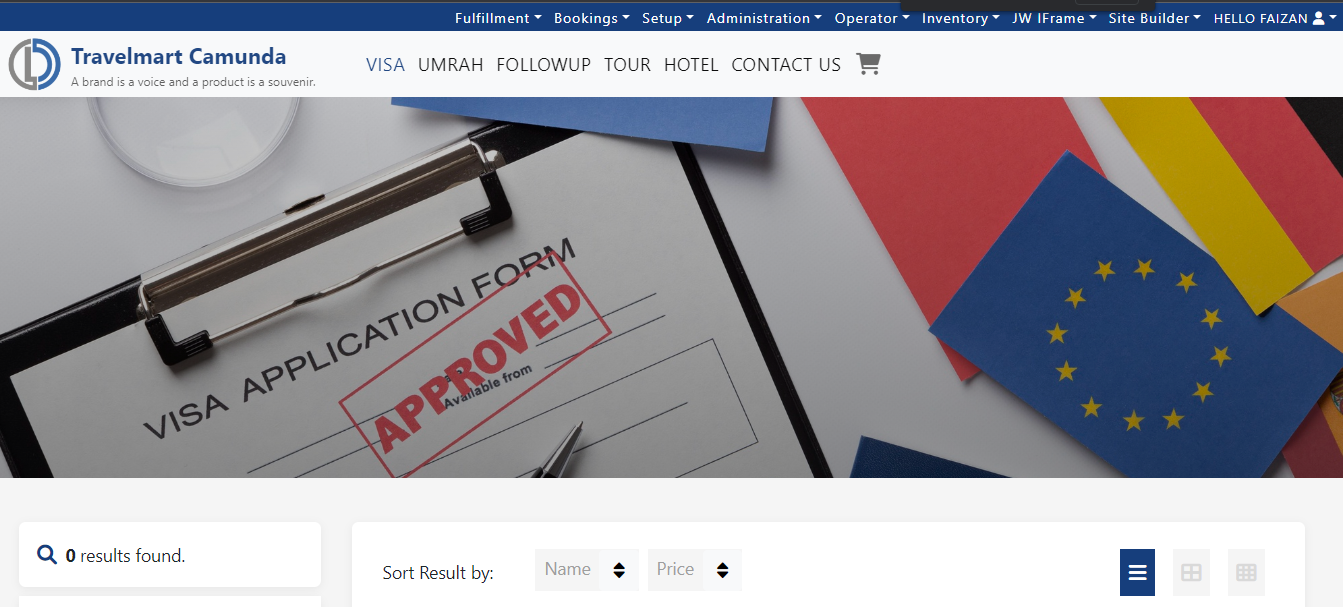 Fulfillment Bookings Setup Administration Operator Inventory JW IFrame Site Builder HELLO FAIZAN
Travelmart Camunda
A brand is a voice and a product is a souvenir.
VISA UMRAH FOLLOWUP TOUR HOTEL CONTACT US
VISA APPLICATION FORM
APPROVED
Available from
0 results found.
Sort Result by: Name Price